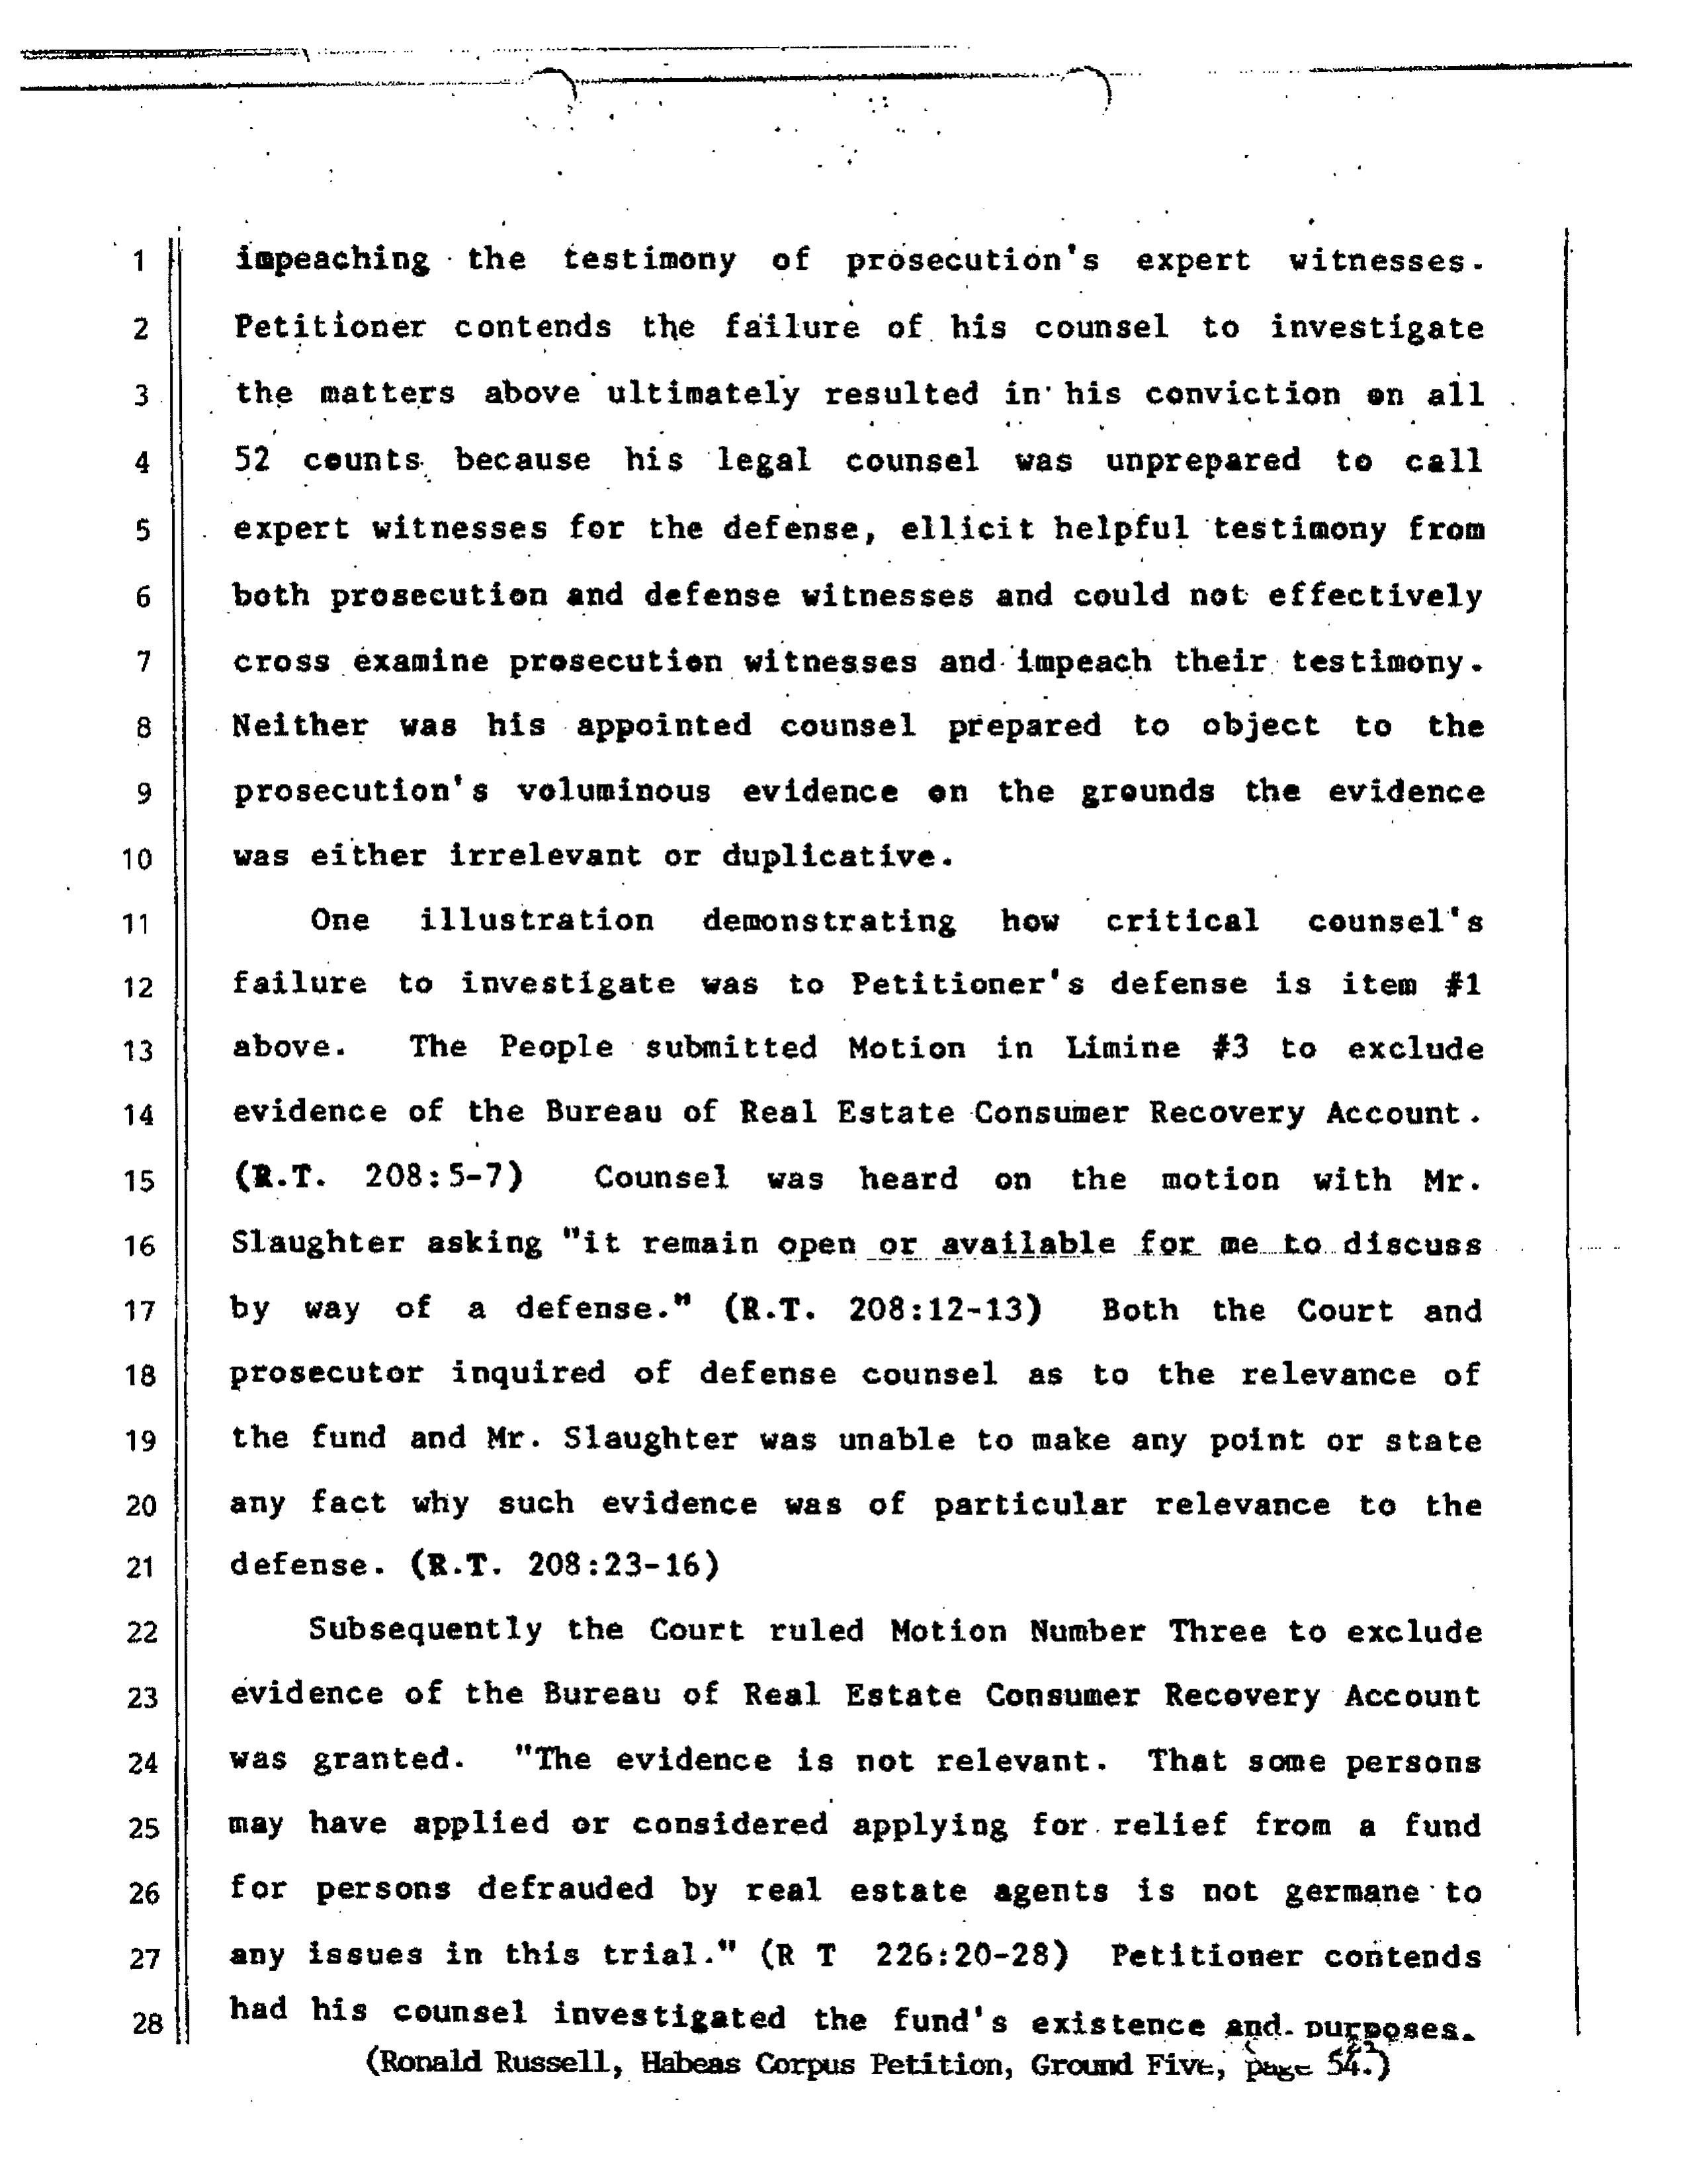 1 impeaching the testimony of prosecution's expert witnesses.
2 Petitioner contends the failure of his counsel to investigate
3 the matters above ultimately resulted in his conviction on all
4 52 counts because his legal counsel was unprepared to call
5 expert witnesses for the defense, ellicit helpful testimony from
6 both prosecution and defense witnesses and could not effectively
7 cross examine prosecution witnesses and impeach their testimony.
8 Neither was his appointed counsel prepared to object to the
9 prosecution's voluminous evidence on the grounds the evidence
10 was either irrelevant or duplicative.
11 One illustration demonstrating how critical counsel's
12 failure to investigate was to Petitioner's defense is item #1
13 above. The People submitted Motion in Limine #3 to exclude
14 evidence of the Bureau of Real Estate Consumer Recovery Account.
15 (R.T. 208:5-7) Counsel was heard on the motion with Mr.
16 Slaughter asking "it remain open or available for me to discuss
17 by way of a defense." (R.T. 208:12-13) Both the Court and
18 prosecutor inquired of defense counsel as to the relevance of
19 the fund and Mr. Slaughter was unable to make any point or state
20 any fact why such evidence was of particular relevance to the
21 defense. (R.T. 208:23-16)
22 Subsequently the Court ruled Motion Number Three to exclude
23 evidence of the Bureau of Real Estate Consumer Recovery Account
24 was granted. "The evidence is not relevant. That some persons
25 may have applied or considered applying for relief from a fund
26 for persons defrauded by real estate agents is not germane to
27 any issues in this trial." (R T 226:20-28) Petitioner contends
28 had his counsel investigated the fund's existence and purposes.
(Ronald Russell, Habeas Corpus Petition, Ground Five, page 54.)